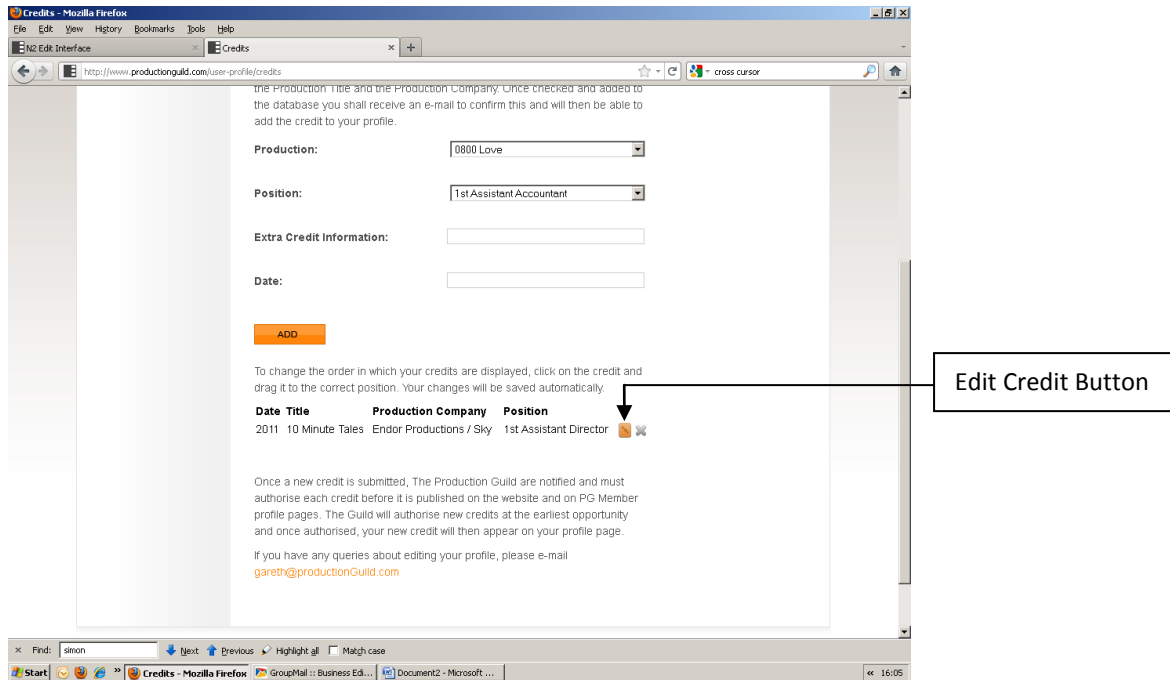 Credits - Mozilla Firefox
File Edit View History Bookmarks Tools Help
N2 Edit Interface × Credits × +
http://www.productionguild.com/user-profile/credits cross cursor
the Production Title and the Production Company. Once checked and added to
the database you shall receive an e-mail to confirm this and will then be able to
add the credit to your profile.
Production: 0800 Love
Position: 1st Assistant Accountant
Extra Credit Information:
Date:
ADD
To change the order in which your credits are displayed, click on the credit and
drag it to the correct position. Your changes will be saved automatically.
Edit Credit Button
Date Title Production Company Position
2011 10 Minute Tales Endor Productions / Sky 1st Assistant Director
Once a new credit is submitted, The Production Guild are notified and must
authorise each credit before it is published on the website and on PG Member
profile pages. The Guild will authorise new credits at the earliest opportunity
and once authorised, your new credit will then appear on your profile page.
If you have any queries about editing your profile, please e-mail
gareth@productionGuild.com
× Find: simon Next Previous Highlight all Match case
Start » Credits - Mozilla Firefox GroupMail :: Business Edi... Document2 - Microsoft ... « 16:05